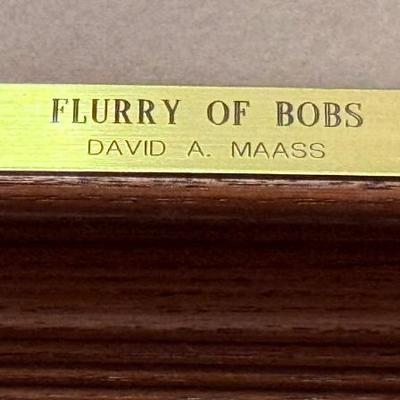 FLURRY OF BOBS
DAVID A. MAASS